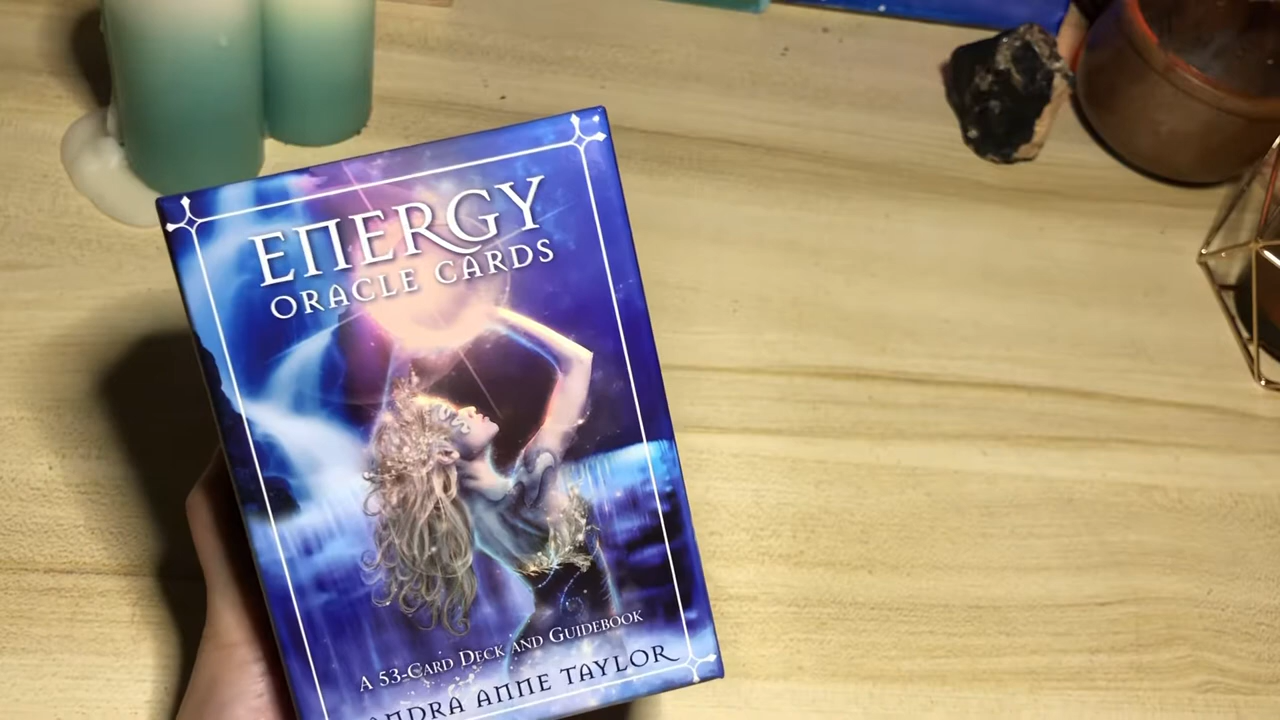 ENERGY
ORACLE CARDS
A 53-CARD DECK AND GUIDEBOOK
ANDRA ANNE TAYLOR